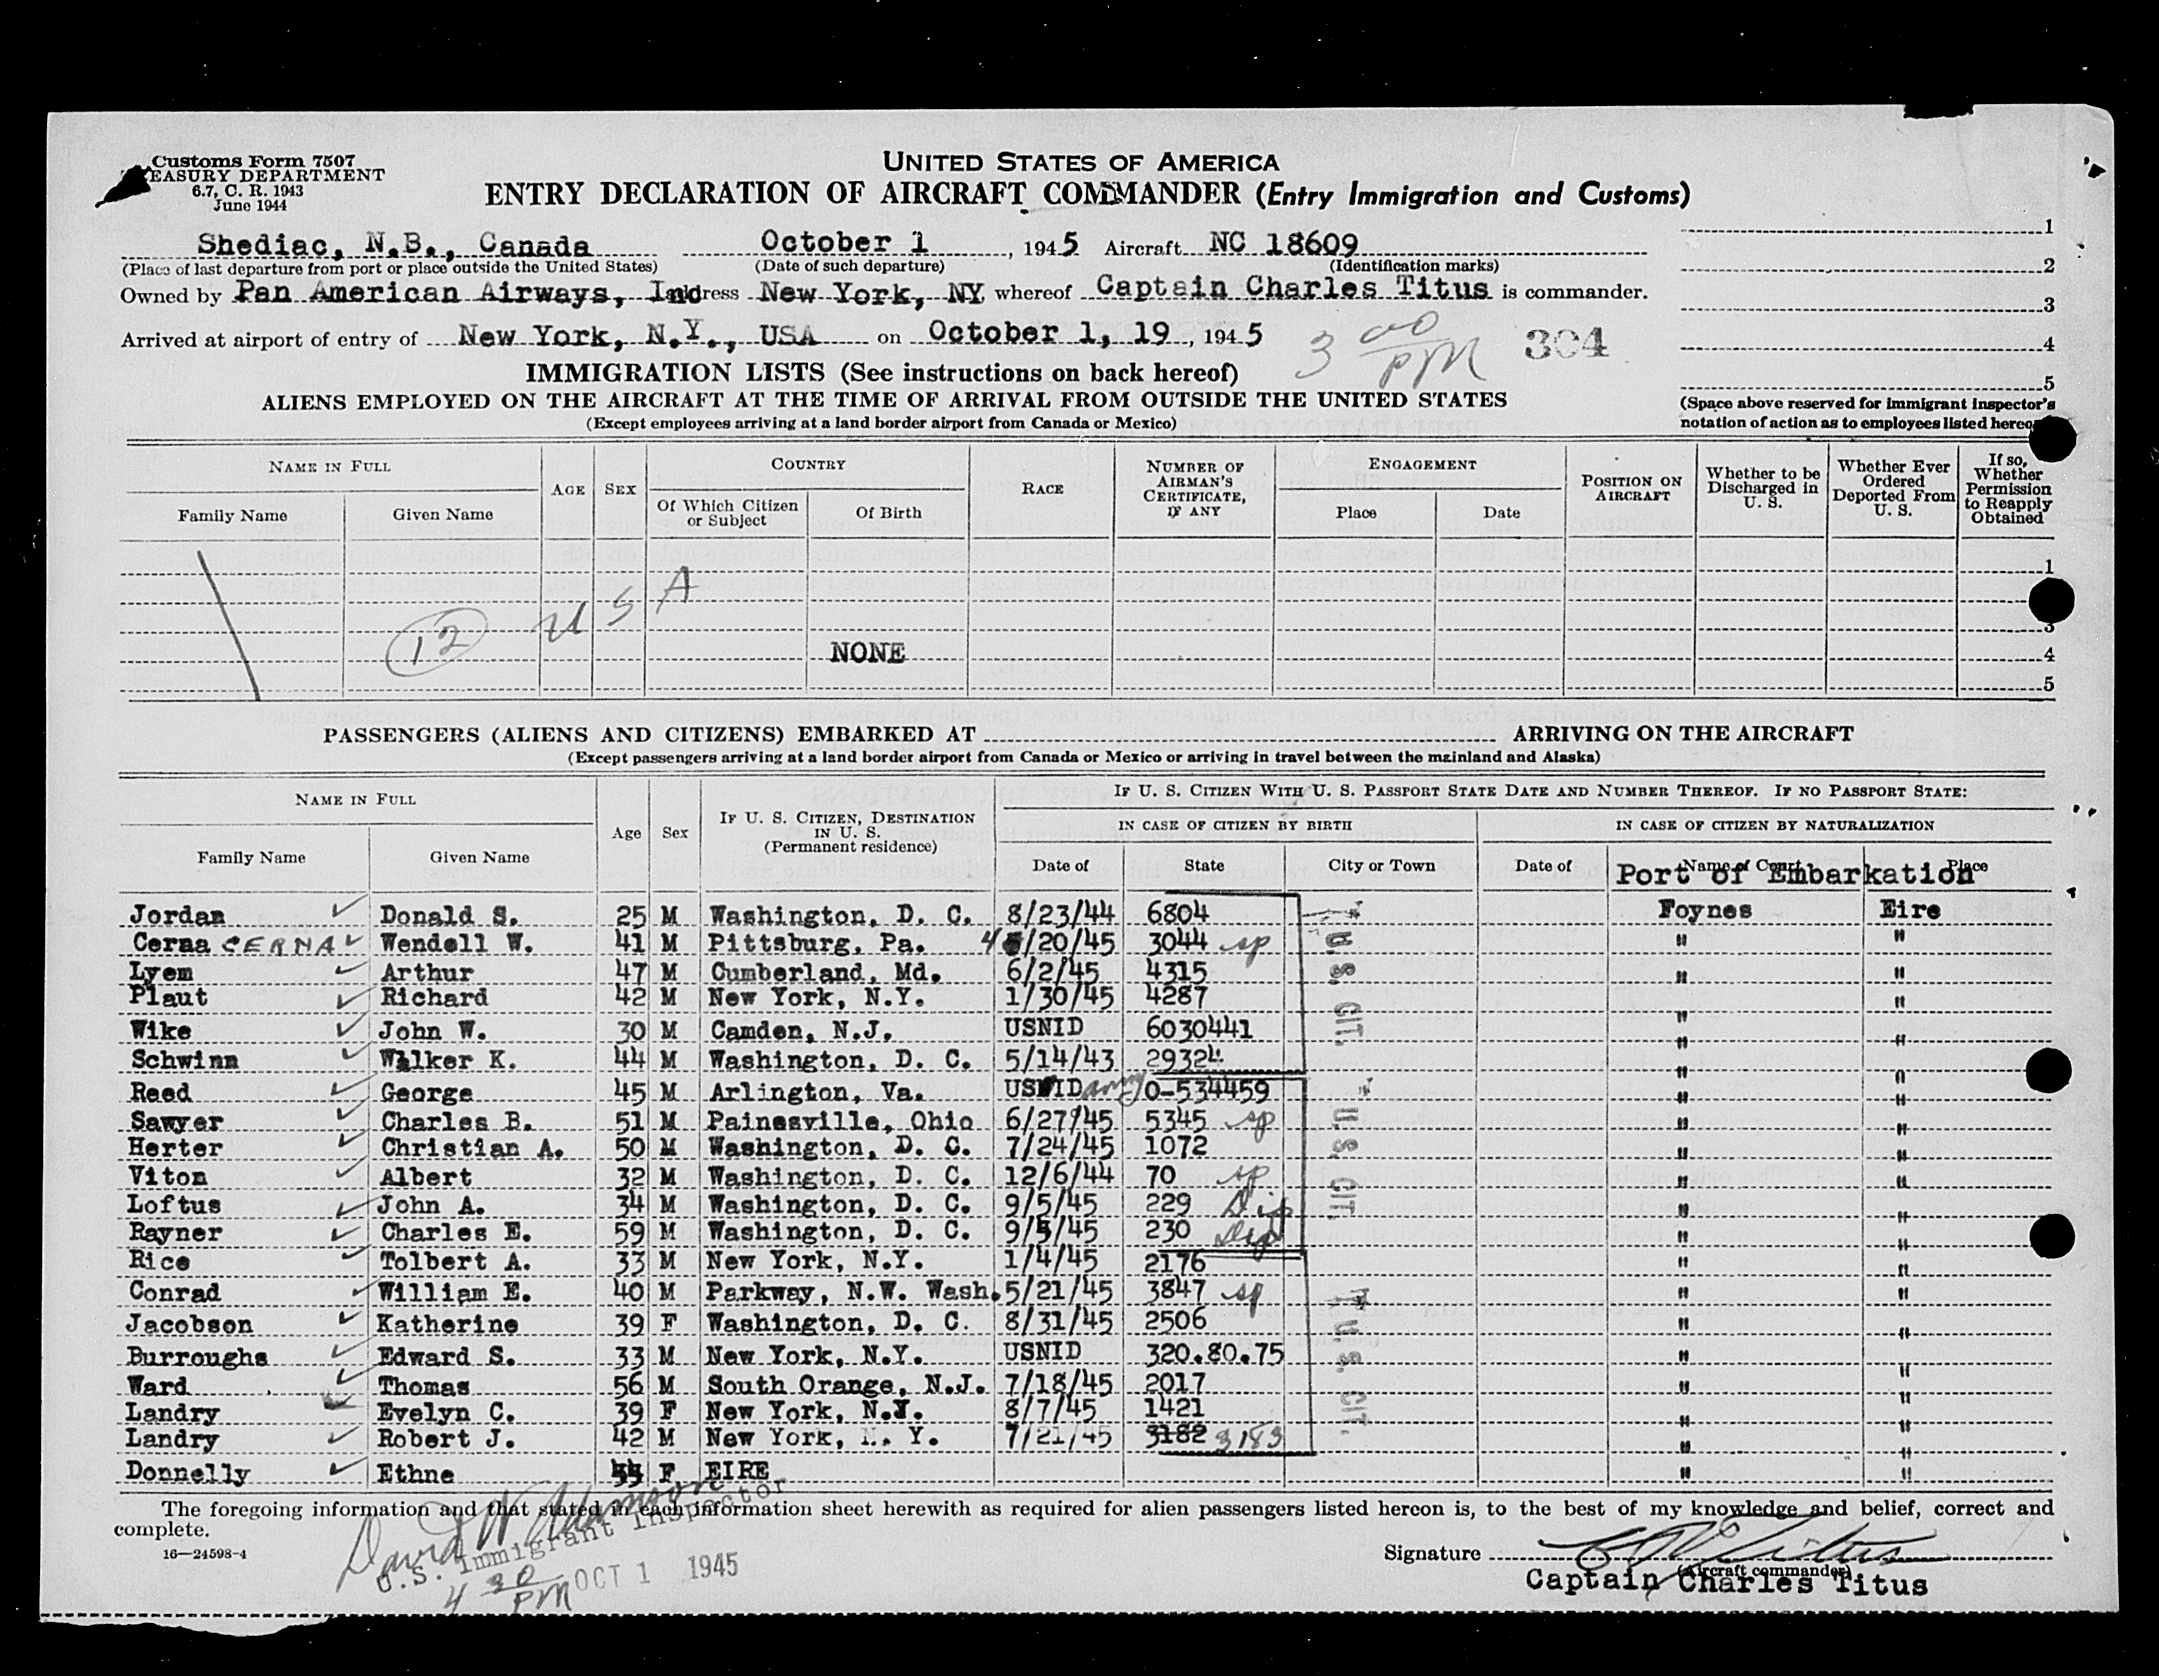 Customs Form 7507
TREASURY DEPARTMENT
6.7, C. R. 1943
June 1944
UNITED STATES OF AMERICA
ENTRY DECLARATION OF AIRCRAFT COMMANDER (Entry Immigration and Customs)
Shediac, N.B., Canada October 1, 1945 Aircraft NC 18609
(Place of last departure from port or place outside the United States) (Date of such departure) (Identification marks)
Owned by Pan American Airways, Inc Address New York, NY whereof Captain Charles Titus is commander.
Arrived at airport of entry of New York, N.Y., USA on October 1, 19, 1945 3 00 PM 304
1
2
3
4
5
(Space above reserved for immigrant inspector's
notation of action as to employees listed hereon)
IMMIGRATION LISTS (See instructions on back hereof)
ALIENS EMPLOYED ON THE AIRCRAFT AT THE TIME OF ARRIVAL FROM OUTSIDE THE UNITED STATES
(Except employees arriving at a land border airport from Canada or Mexico)
NAME IN FULL
Family Name Given Name
AGE SEX
COUNTRY
Of Which Citizen or Subject Of Birth
RACE
NUMBER OF AIRMAN'S CERTIFICATE, IF ANY
ENGAGEMENT
Place Date
POSITION ON AIRCRAFT
Whether to be Discharged in U. S.
Whether Ever Ordered Deported From U. S.
If so, Whether Permission to Reapply Obtained
1
3
4
5
12 U S A
NONE
PASSENGERS (ALIENS AND CITIZENS) EMBARKED AT ARRIVING ON THE AIRCRAFT
(Except passengers arriving at a land border airport from Canada or Mexico or arriving in travel between the mainland and Alaska)
NAME IN FULL
Family Name Given Name
Age Sex
IF U. S. CITIZEN, DESTINATION IN U. S. (Permanent residence)
IF U. S. CITIZEN WITH U. S. PASSPORT STATE DATE AND NUMBER THEREOF. IF NO PASSPORT STATE:
IN CASE OF CITIZEN BY BIRTH IN CASE OF CITIZEN BY NATURALIZATION
Date of State City or Town Date of Name of Court Place
Port of Embarkation
Jordan Donald S. 25 M Washington, D. C. 8/23/44 6804 Foynes Eire
Ceraa CERNA Wendell W. 41 M Pittsburg, Pa. 4/20/45 3044 sp " "
Lyem Arthur 47 M Cumberland, Md. 6/2/45 4315 " "
Plaut Richard 42 M New York, N.Y. 1/30/45 4287 " "
Wike John W. 30 M Camden, N.J. USNID 6030441 " "
Schwinn Walker K. 44 M Washington, D. C. 5/14/43 29324 " "
Reed George 45 M Arlington, Va. USNID army 0-534459 " "
Sawyer Charles B. 51 M Painesville, Ohio 6/27/45 5345 sp " "
Herter Christian A. 50 M Washington, D. C. 7/24/45 1072 " "
Viton Albert 32 M Washington, D. C. 12/6/44 70 sp " "
Loftus John A. 34 M Washington, D. C. 9/5/45 229 Dip " "
Rayner Charles E. 59 M Washington, D. C. 9/5/45 230 Dip " "
Rice Tolbert A. 33 M New York, N.Y. 1/4/45 2176 " "
Conrad William E. 40 M Parkway, N.W. Wash. 5/21/45 3847 sp " "
Jacobson Katherine 39 F Washington, D. C. 8/31/45 2506 " "
Burroughs Edward S. 33 M New York, N.Y. USNID 320.80.75 " "
Ward Thomas 56 M South Orange, N.J. 7/18/45 2017 " "
Landry Evelyn C. 39 F New York, N.Y. 8/7/45 1421 " "
Landry Robert J. 42 M New York, N. Y. 7/21/45 3182 3183 " "
Donnelly Ethne F EIRE " "
U.S. CIT.
U.S. CIT.
U.S. CIT.
The foregoing information and that stated in each information sheet herewith as required for alien passengers listed hereon is, to the best of my knowledge and belief, correct and
complete.
16—24598-4
David W Adamson
U.S. Immigrant Inspector
4 30 PM OCT 1 1945
Signature C Titus
(Aircraft commander)
Captain Charles Titus